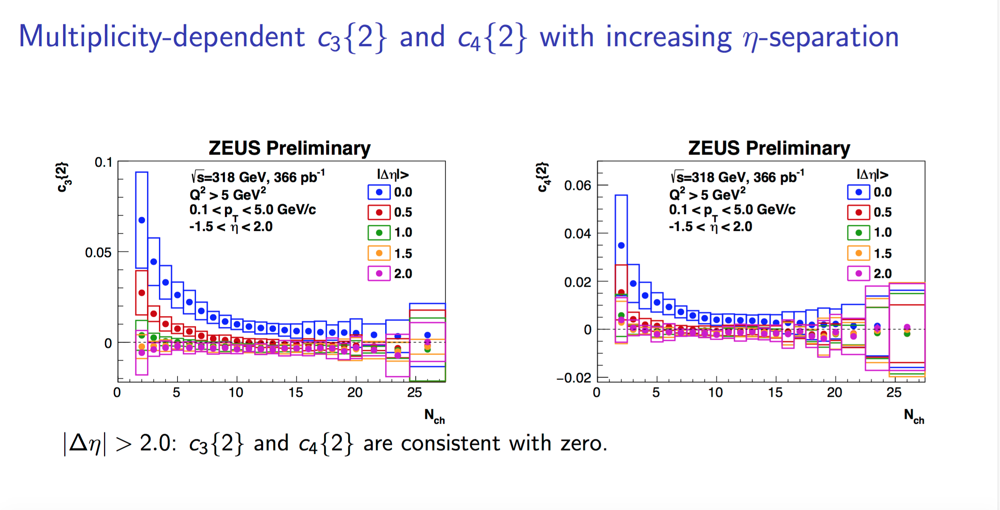 Multiplicity-dependent c₃{2} and c₄{2} with increasing η-separation
ZEUS Preliminary
c₃{2}
0.1
0.05
0
√s=318 GeV, 366 pb⁻¹
Q² > 5 GeV²
0.1 < p_T < 5.0 GeV/c
-1.5 < η < 2.0
|Δη|>
0.0
0.5
1.0
1.5
2.0
0 5 10 15 20 25
N_ch
ZEUS Preliminary
c₄{2}
0.06
0.04
0.02
0
−0.02
√s=318 GeV, 366 pb⁻¹
Q² > 5 GeV²
0.1 < p_T < 5.0 GeV/c
-1.5 < η < 2.0
|Δη|>
0.0
0.5
1.0
1.5
2.0
0 5 10 15 20 25
N_ch
|Δη| > 2.0: c₃{2} and c₄{2} are consistent with zero.